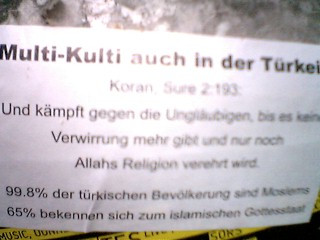 Multi-Kulti auch in der Türkei
Koran, Sure 2:193:
Und kämpft gegen die Ungläubigen, bis es keine
Verwirrung mehr gibt und nur noch
Allahs Religion verehrt wird.
99.8% der türkischen Bevölkerung sind Moslems
65% bekennen sich zum islamischen Gottesstaat
MUSIC,